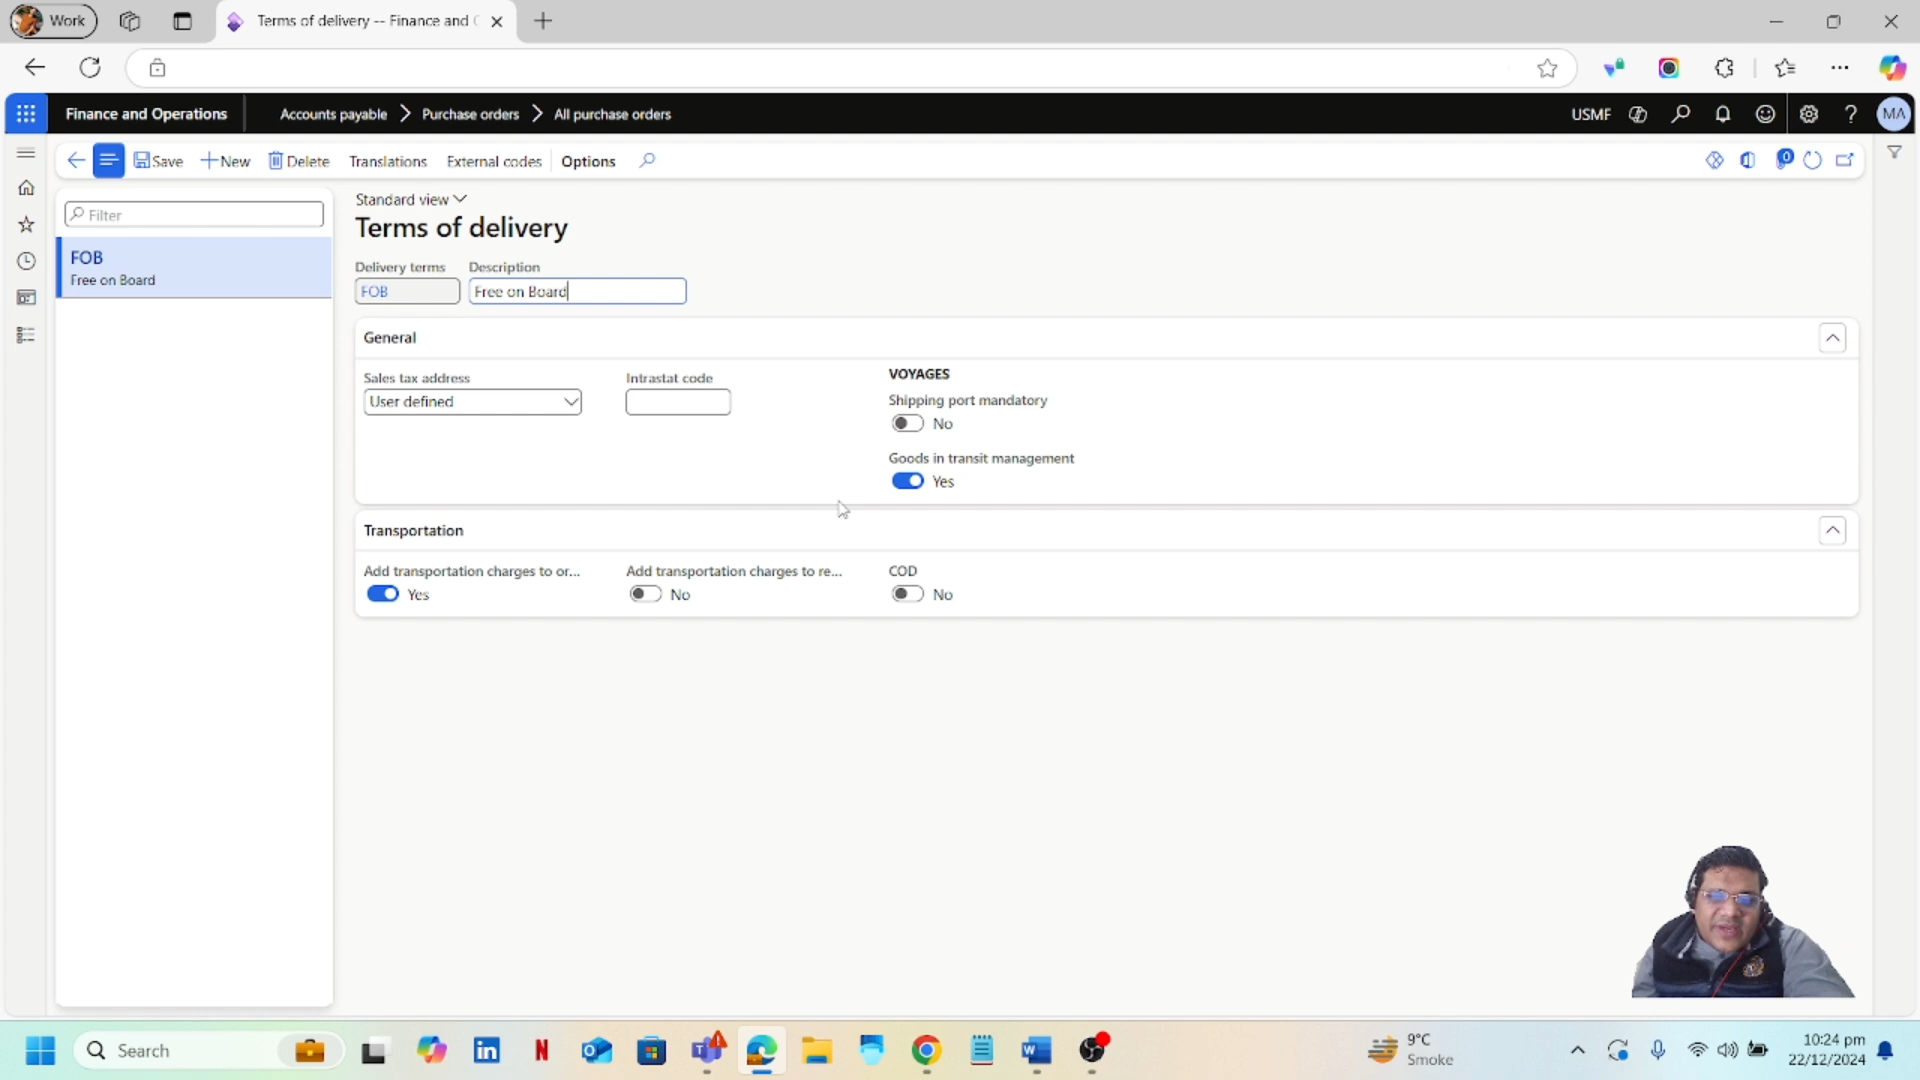 Work
Terms of delivery -- Finance and
Finance and Operations
Accounts payable > Purchase orders > All purchase orders
USMF
MA
Save
New
Delete
Translations
External codes
Options
0
Filter
FOB
Free on Board
Standard view
Terms of delivery
Delivery terms
Description
FOB
Free on Board
General
Sales tax address
User defined
Intrastat code
VOYAGES
Shipping port mandatory
No
Goods in transit management
Yes
Transportation
Add transportation charges to or...
Yes
Add transportation charges to re...
No
COD
No
Search
9°C
Smoke
10:24 pm
22/12/2024